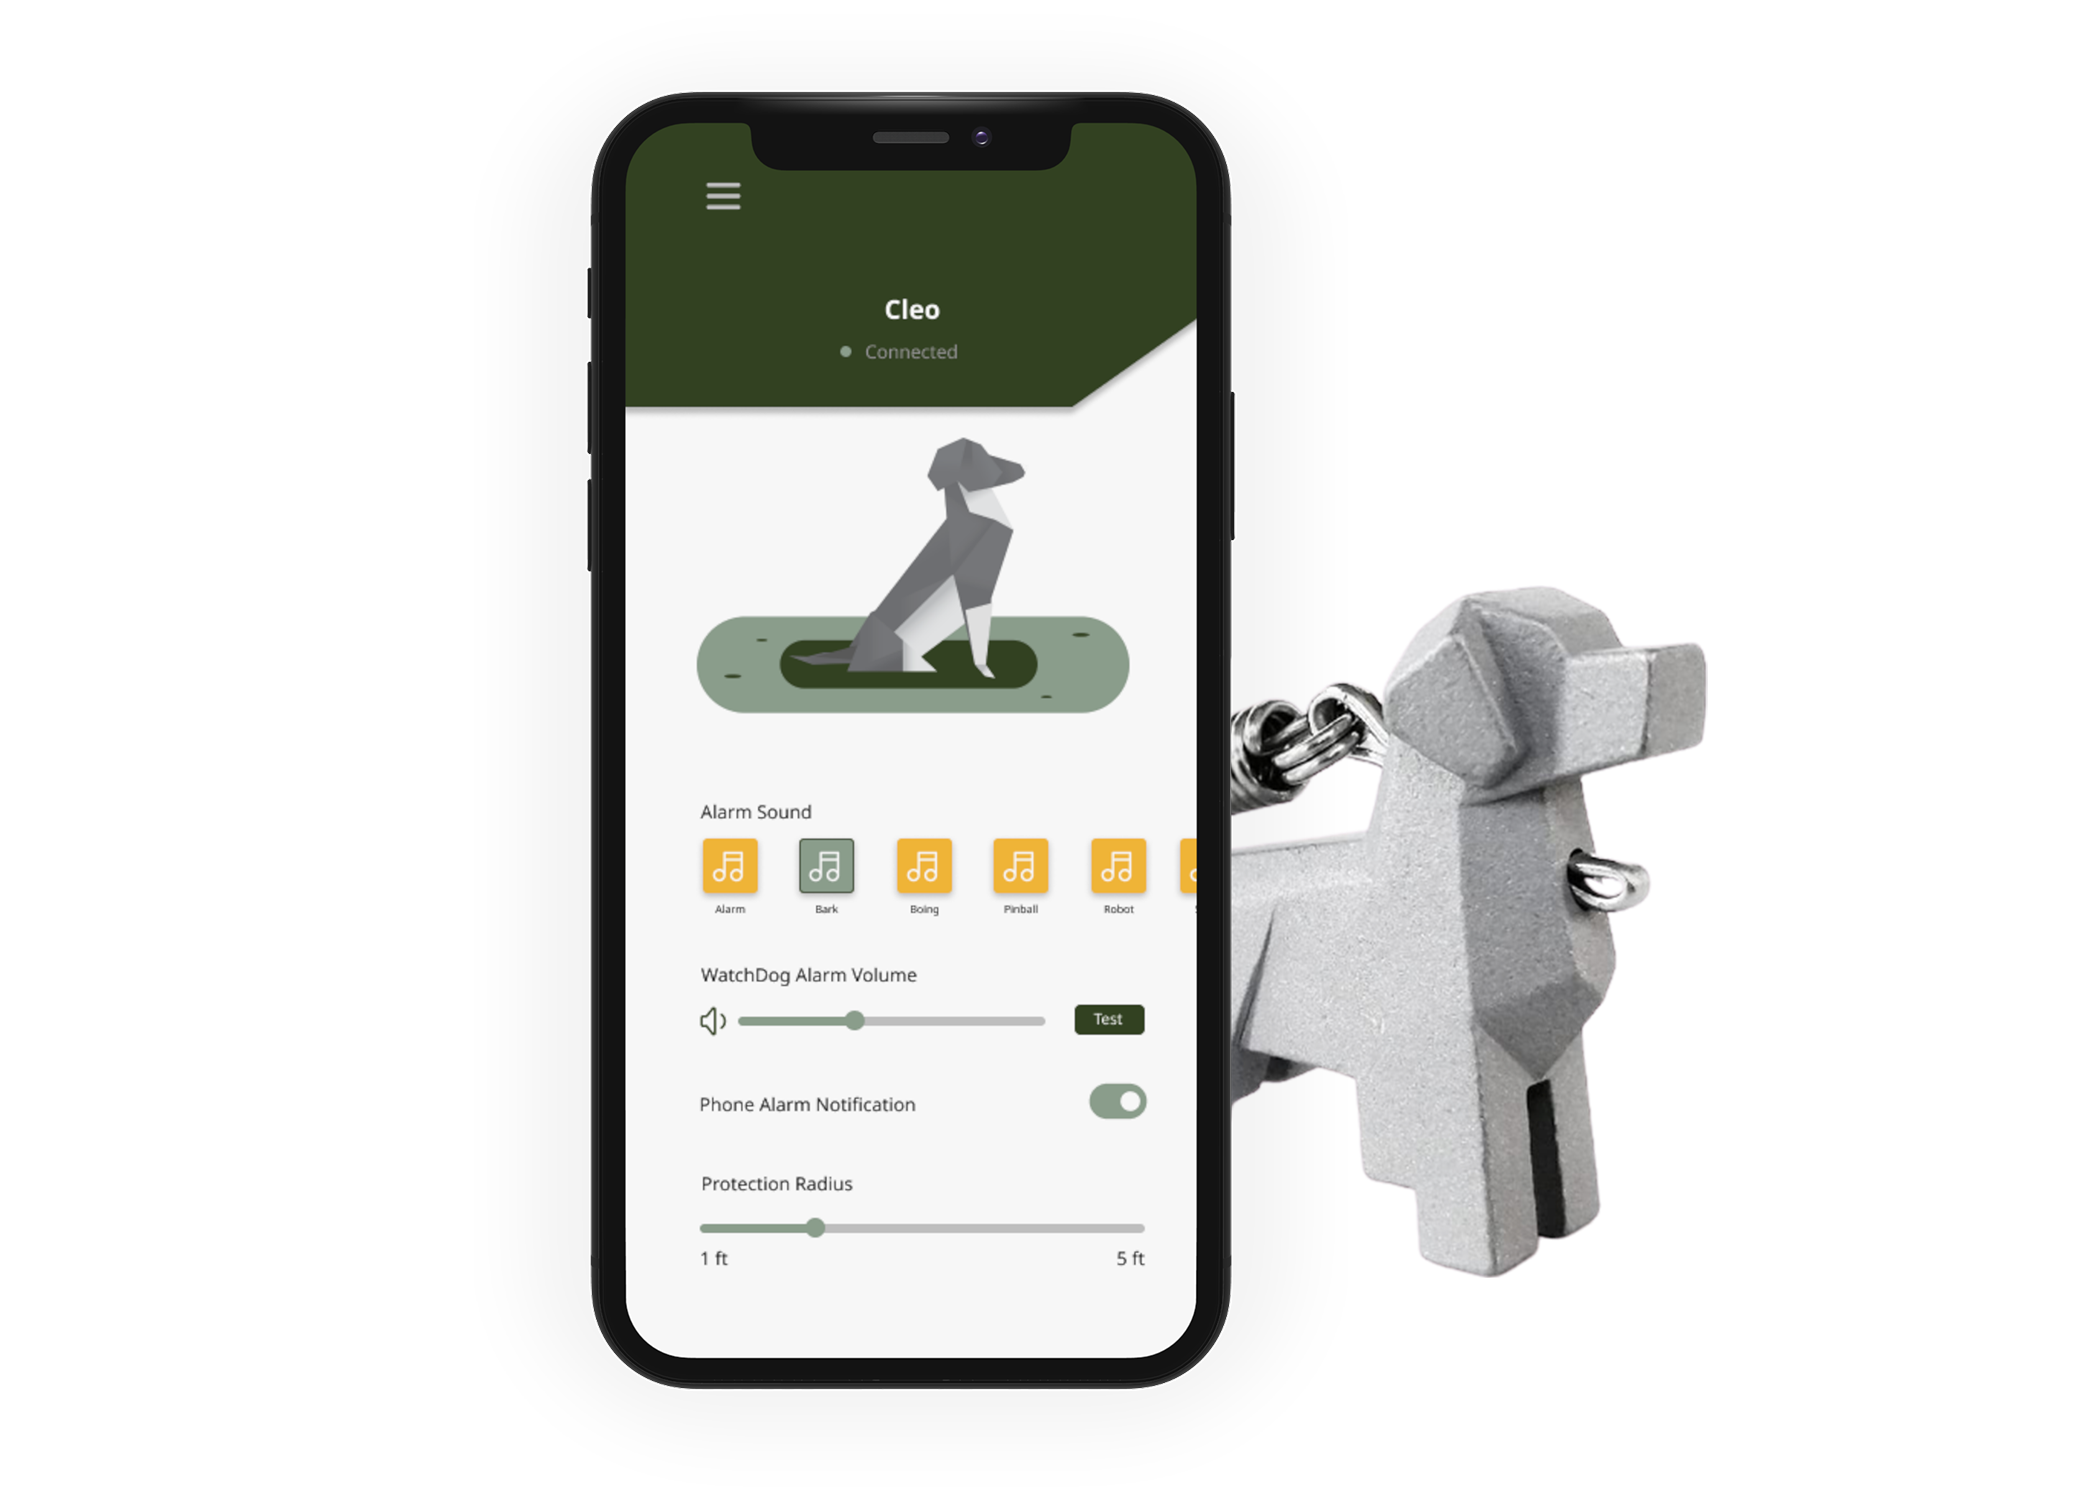 Cleo
Connected
Alarm Sound
Alarm Bark Boing Pinball Robot
WatchDog Alarm Volume
Test
Phone Alarm Notification
Protection Radius
1 ft 5 ft